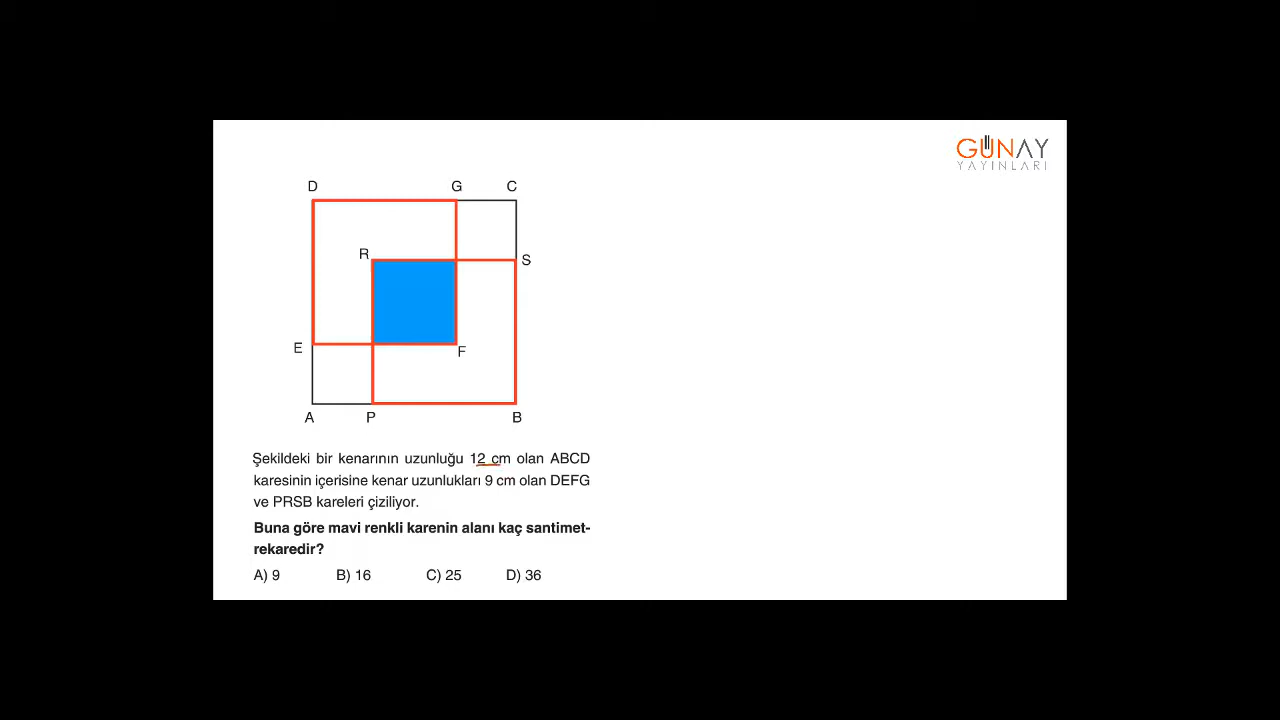 GÜNAY
YAYINLARI
D G C
R
S
E
F
A P B
Şekildeki bir kenarının uzunluğu 12 cm olan ABCD
karesinin içerisine kenar uzunlukları 9 cm olan DEFG
ve PRSB kareleri çiziliyor.
Buna göre mavi renkli karenin alanı kaç santimet-
rekaredir?
A) 9 B) 16 C) 25 D) 36